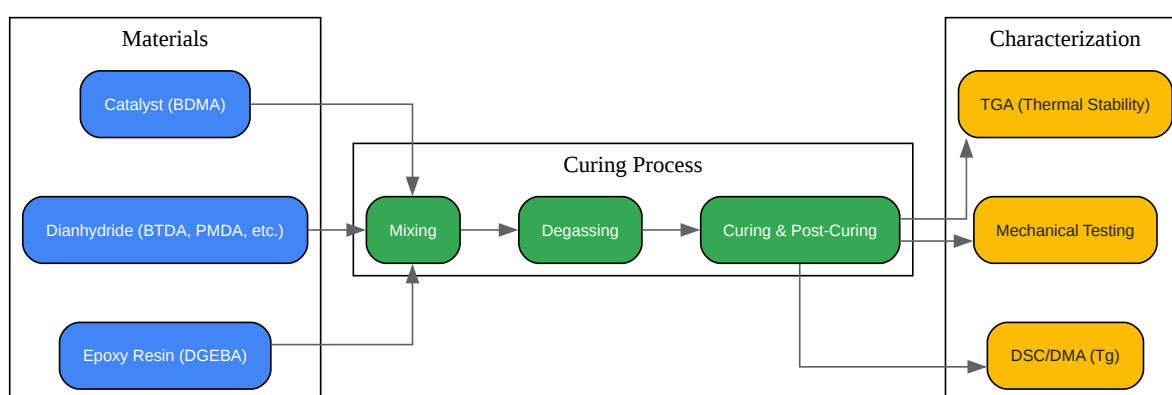 Materials
Catalyst (BDMA)
Dianhydride (BTDA, PMDA, etc.)
Epoxy Resin (DGEBA)
Curing Process
Mixing
Degassing
Curing & Post-Curing
Characterization
TGA (Thermal Stability)
Mechanical Testing
DSC/DMA (Tg)